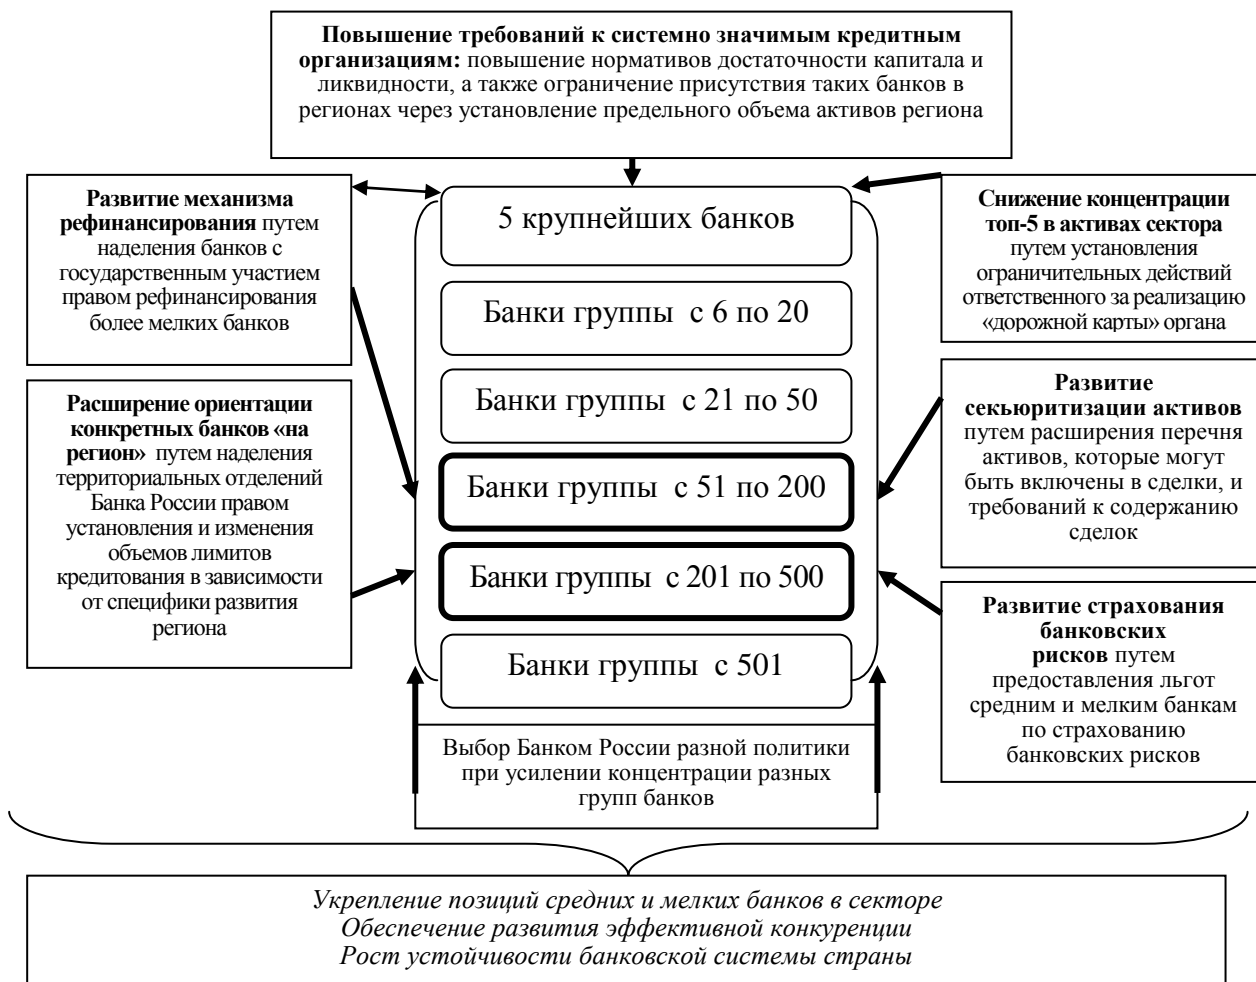 Повышение требований к системно значимым кредитным
организациям: повышение нормативов достаточности капитала и
ликвидности, а также ограничение присутствия таких банков в
регионах через установление предельного объема активов региона
Развитие механизма
рефинансирования путем
наделения банков с
государственным участием
правом рефинансирования
более мелких банков
Расширение ориентации
конкретных банков «на
регион» путем наделения
территориальных отделений
Банка России правом
установления и изменения
объемов лимитов
кредитования в зависимости
от специфики развития
региона
5 крупнейших банков
Банки группы с 6 по 20
Банки группы с 21 по 50
Банки группы с 51 по 200
Банки группы с 201 по 500
Банки группы с 501
Выбор Банком России разной политики
при усилении концентрации разных
групп банков
Снижение концентрации
топ-5 в активах сектора
путем установления
ограничительных действий
ответственного за реализацию
«дорожной карты» органа
Развитие
секьюритизации активов
путем расширения перечня
активов, которые могут
быть включены в сделки, и
требований к содержанию
сделок
Развитие страхования
банковских
рисков путем
предоставления льгот
средним и мелким банкам
по страхованию
банковских рисков
Укрепление позиций средних и мелких банков в секторе
Обеспечение развития эффективной конкуренции
Рост устойчивости банковской системы страны